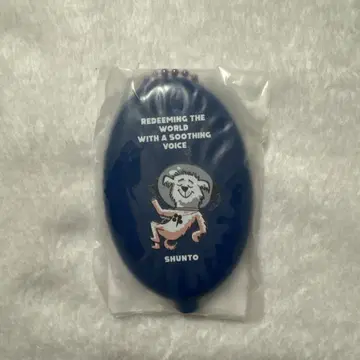 REDEEMING THE
WORLD
WITH A SOOTHING
VOICE
SHUNTO